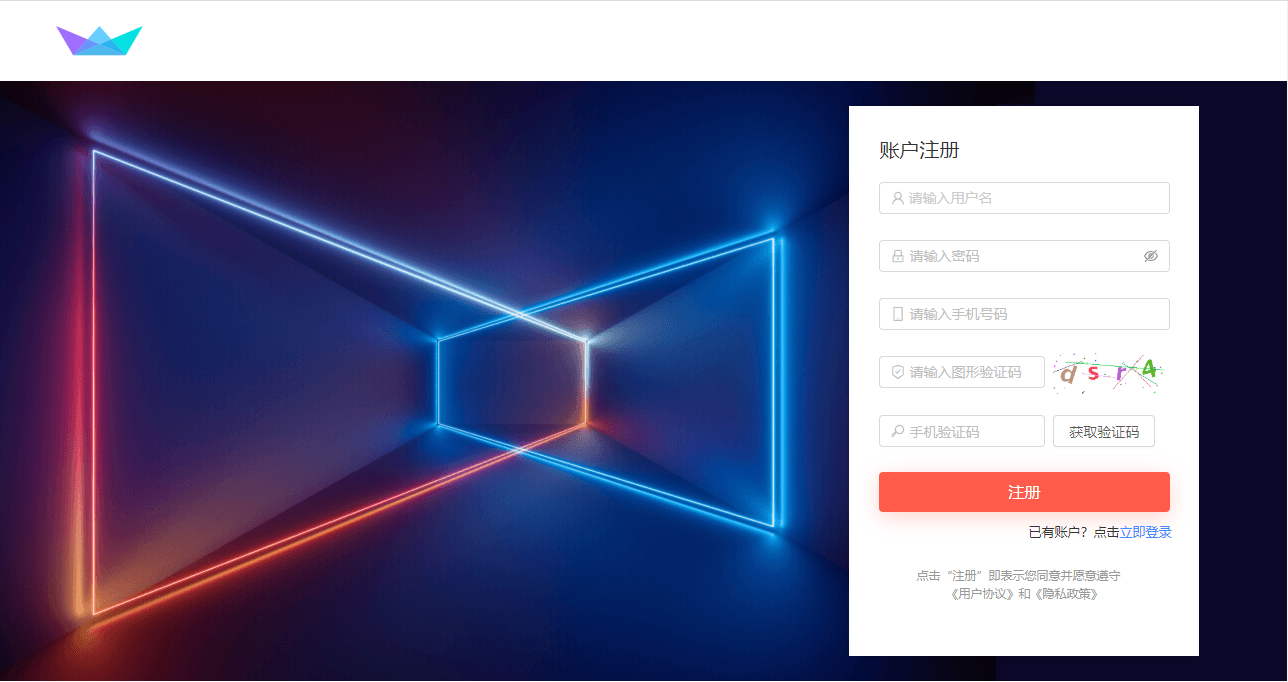 账户注册
请输入用户名
请输入密码
请输入手机号码
请输入图形验证码 dsrA
手机验证码 获取验证码
注册
已有账户？点击立即登录
点击“注册”即表示您同意并愿意遵守
《用户协议》和《隐私政策》